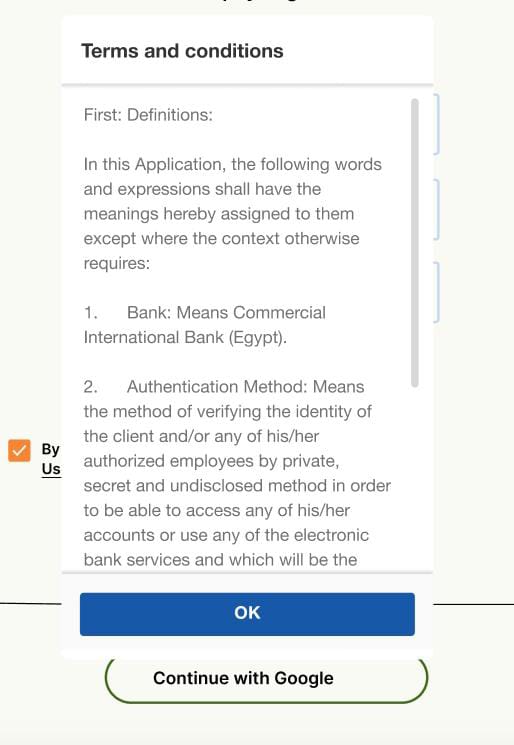 Terms and conditions
First: Definitions:
In this Application, the following words
and expressions shall have the
meanings hereby assigned to them
except where the context otherwise
requires:
1. Bank: Means Commercial
International Bank (Egypt).
2. Authentication Method: Means
the method of verifying the identity of
the client and/or any of his/her
authorized employees by private,
secret and undisclosed method in order
to be able to access any of his/her
accounts or use any of the electronic
bank services and which will be the
By
Us
OK
Continue with Google